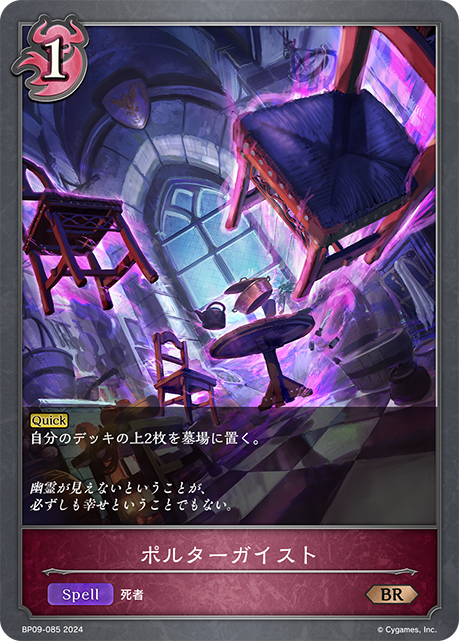 1
Quick
自分のデッキの上2枚を墓場に置く。
幽霊が見えないということが、
必ずしも幸せということでもない。
ポルターガイスト
Spell 死者 BR
BP09-085 2024 © Cygames, Inc.